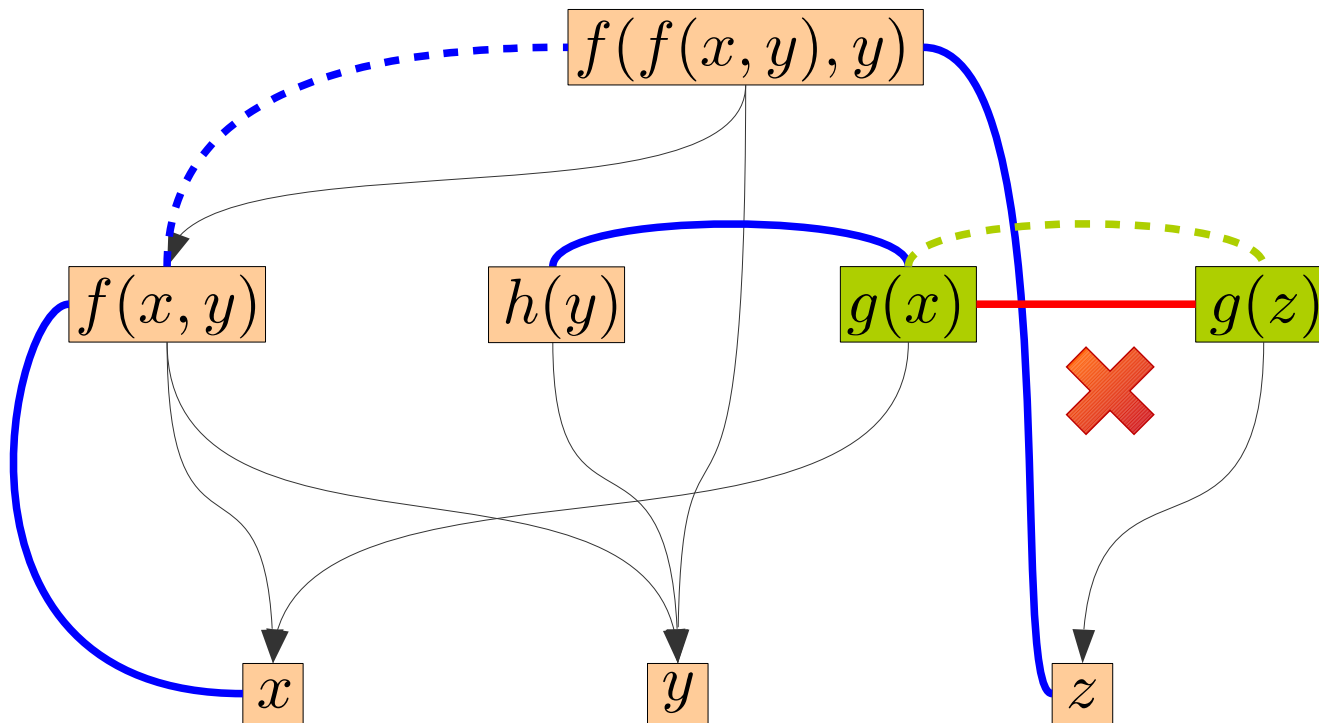 f(f(x, y), y)
f(x, y)
h(y)
g(x)
g(z)
x
y
z